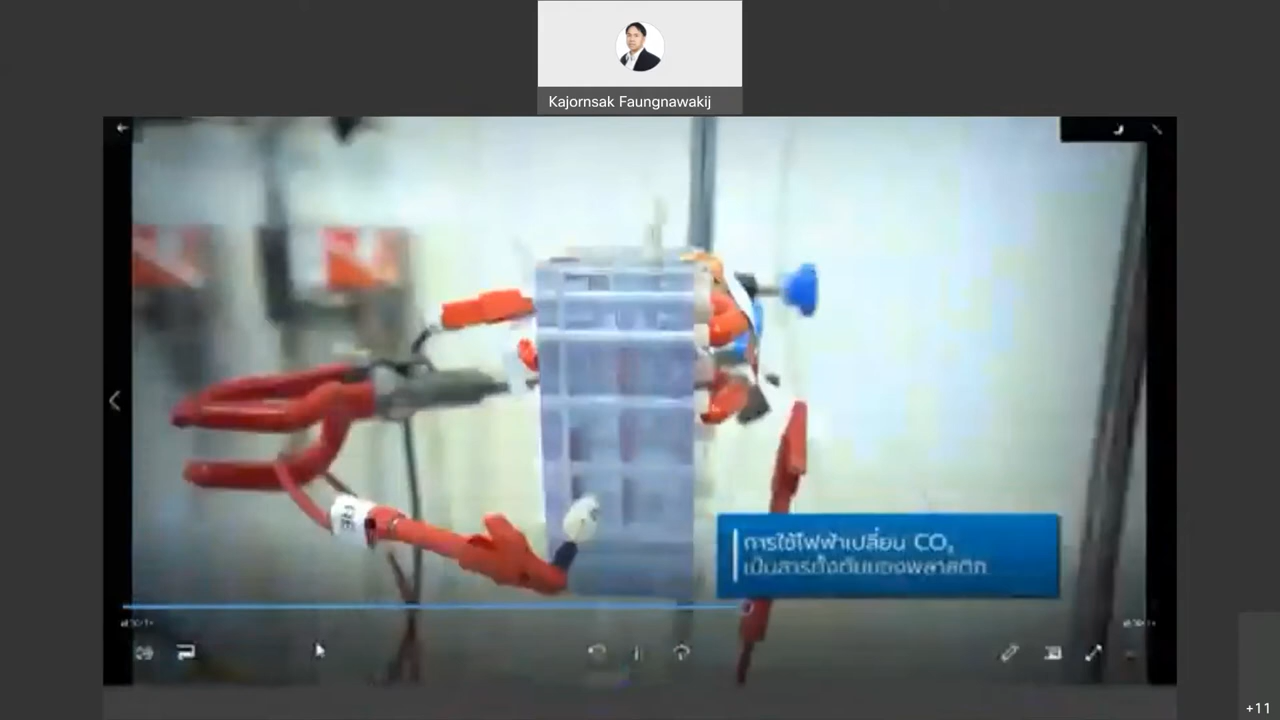 Kajornsak Faungnawakij
การใช้ไฟฟ้าเปลี่ยน CO₂
เป็นสารตั้งต้นของพลาสติก
+11